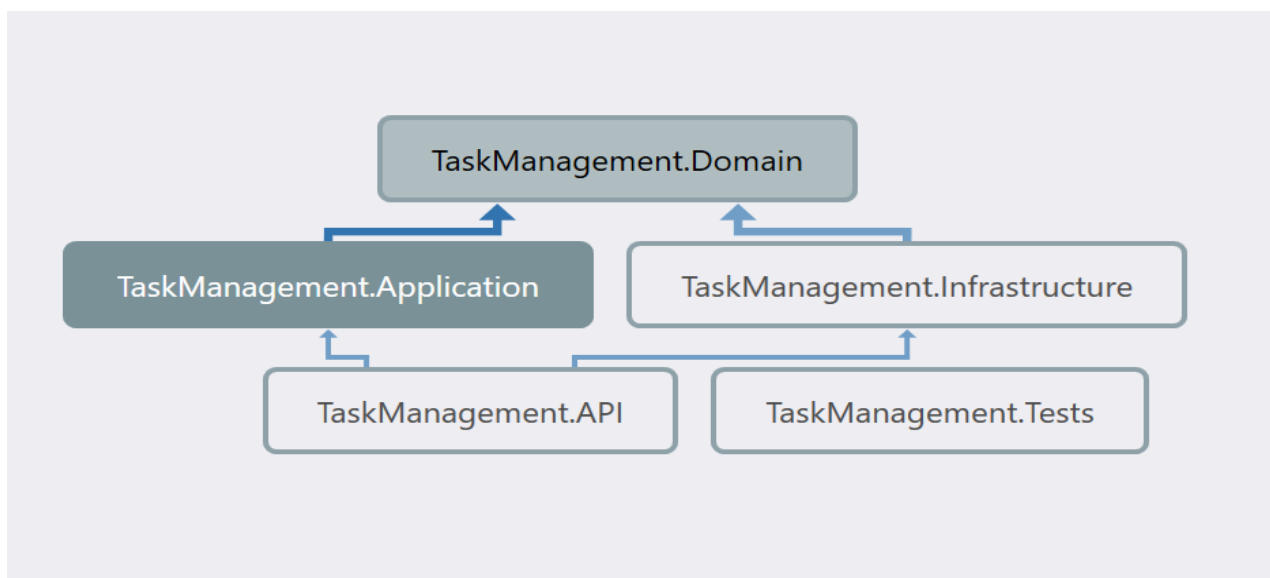 TaskManagement.Domain
TaskManagement.Application
TaskManagement.Infrastructure
TaskManagement.API
TaskManagement.Tests